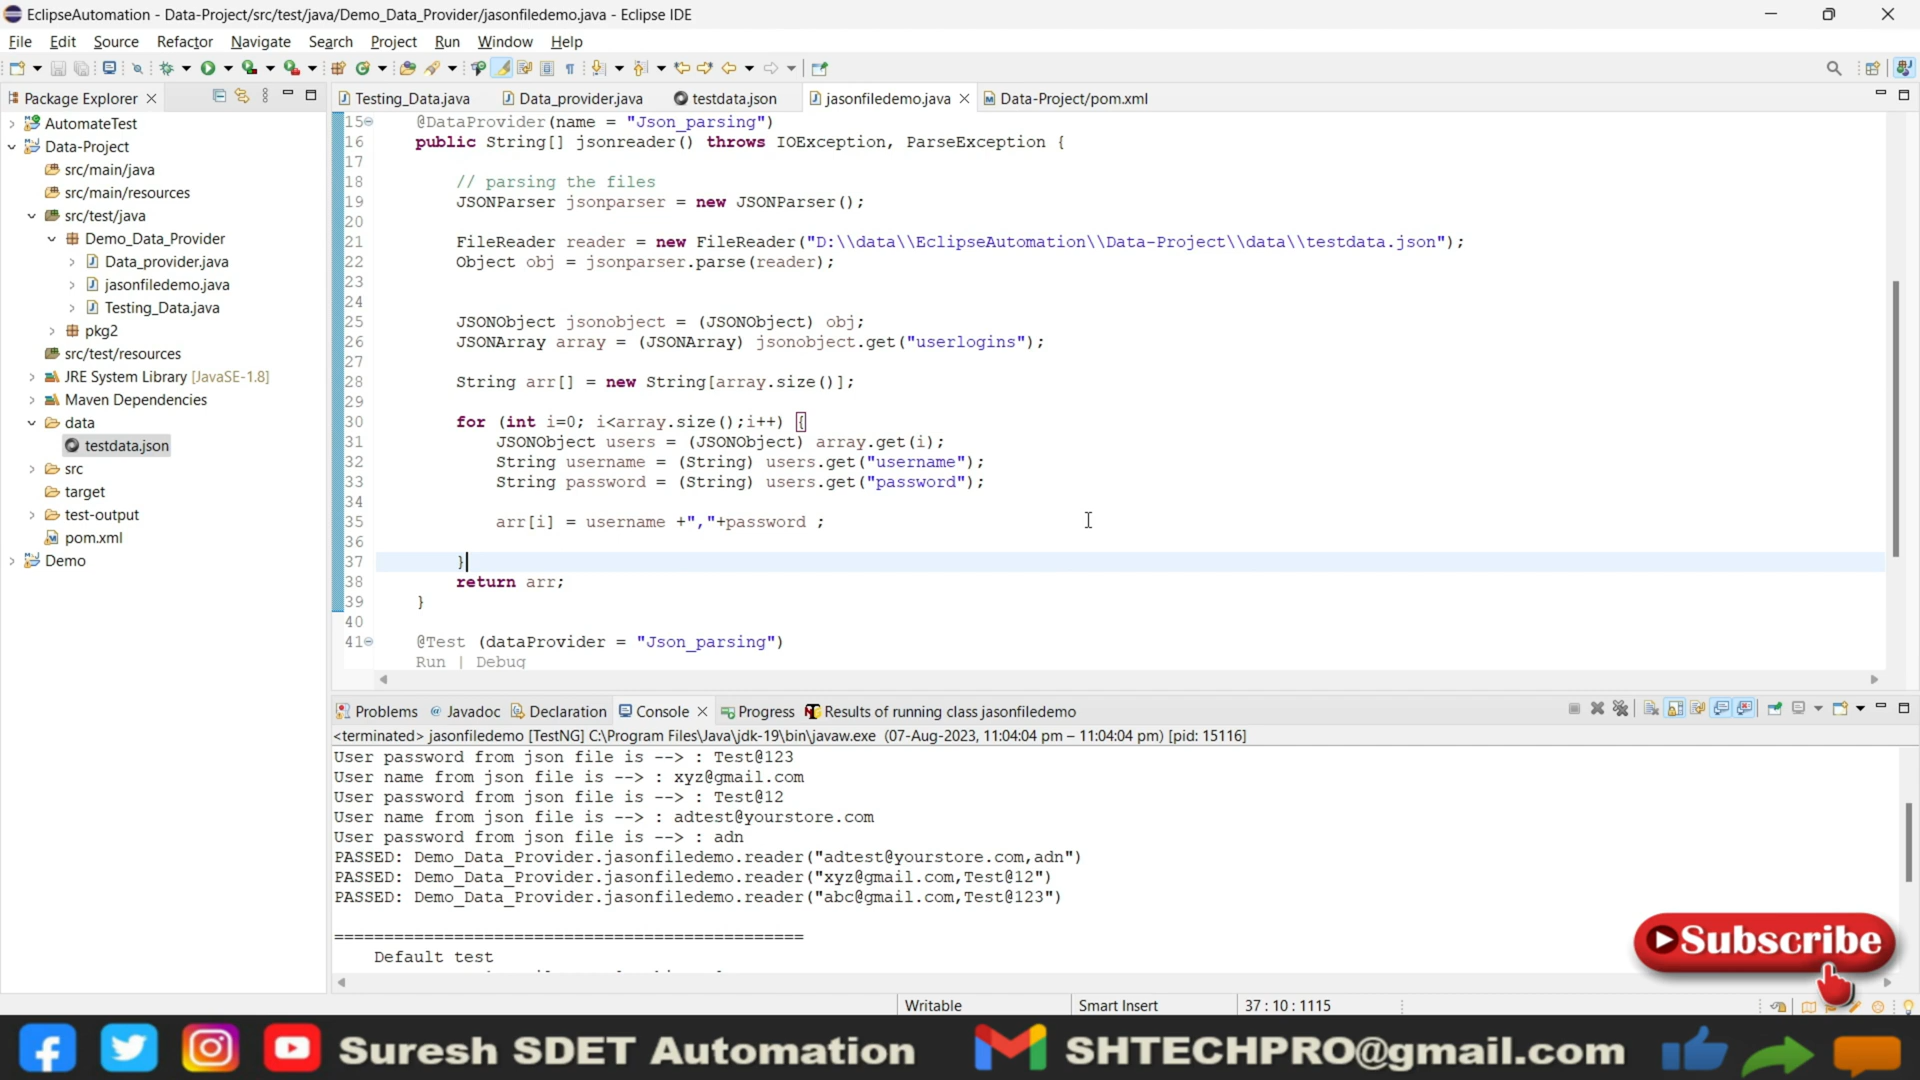 EclipseAutomation - Data-Project/src/test/java/Demo_Data_Provider/jasonfiledemo.java - Eclipse IDE
File Edit Source Refactor Navigate Search Project Run Window Help
Package Explorer
AutomateTest
Data-Project
src/main/java
src/main/resources
src/test/java
Demo_Data_Provider
Data_provider.java
jasonfiledemo.java
Testing_Data.java
pkg2
src/test/resources
JRE System Library [JavaSE-1.8]
Maven Dependencies
data
testdata.json
src
target
test-output
pom.xml
Demo
Testing_Data.java Data_provider.java testdata.json jasonfiledemo.java Data-Project/pom.xml
15 @DataProvider(name = "Json_parsing")
16 public String[] jsonreader() throws IOException, ParseException {
17
18 // parsing the files
19 JSONParser jsonparser = new JSONParser();
20
21 FileReader reader = new FileReader("D:\\data\\EclipseAutomation\\Data-Project\\data\\testdata.json");
22 Object obj = jsonparser.parse(reader);
23
24
25 JSONObject jsonobject = (JSONObject) obj;
26 JSONArray array = (JSONArray) jsonobject.get("userlogins");
27
28 String arr[] = new String[array.size()];
29
30 for (int i=0; i<array.size();i++) {
31 JSONObject users = (JSONObject) array.get(i);
32 String username = (String) users.get("username");
33 String password = (String) users.get("password");
34
35 arr[i] = username +","+password ;
36
37 }
38 return arr;
39 }
40
41 @Test (dataProvider = "Json_parsing")
Run | Debug
Problems @ Javadoc Declaration Console Progress Results of running class jasonfiledemo
<terminated> jasonfiledemo [TestNG] C:\Program Files\Java\jdk-19\bin\javaw.exe (07-Aug-2023, 11:04:04 pm – 11:04:04 pm) [pid: 15116]
User password from json file is --> : Test@123
User name from json file is --> : xyz@gmail.com
User password from json file is --> : Test@12
User name from json file is --> : adtest@yourstore.com
User password from json file is --> : adn
PASSED: Demo_Data_Provider.jasonfiledemo.reader("adtest@yourstore.com,adn")
PASSED: Demo_Data_Provider.jasonfiledemo.reader("xyz@gmail.com,Test@12")
PASSED: Demo_Data_Provider.jasonfiledemo.reader("abc@gmail.com,Test@123")
===============================================
Default test
Subscribe
Writable Smart Insert 37 : 10 : 1115
Suresh SDET Automation SHTECHPRO@gmail.com